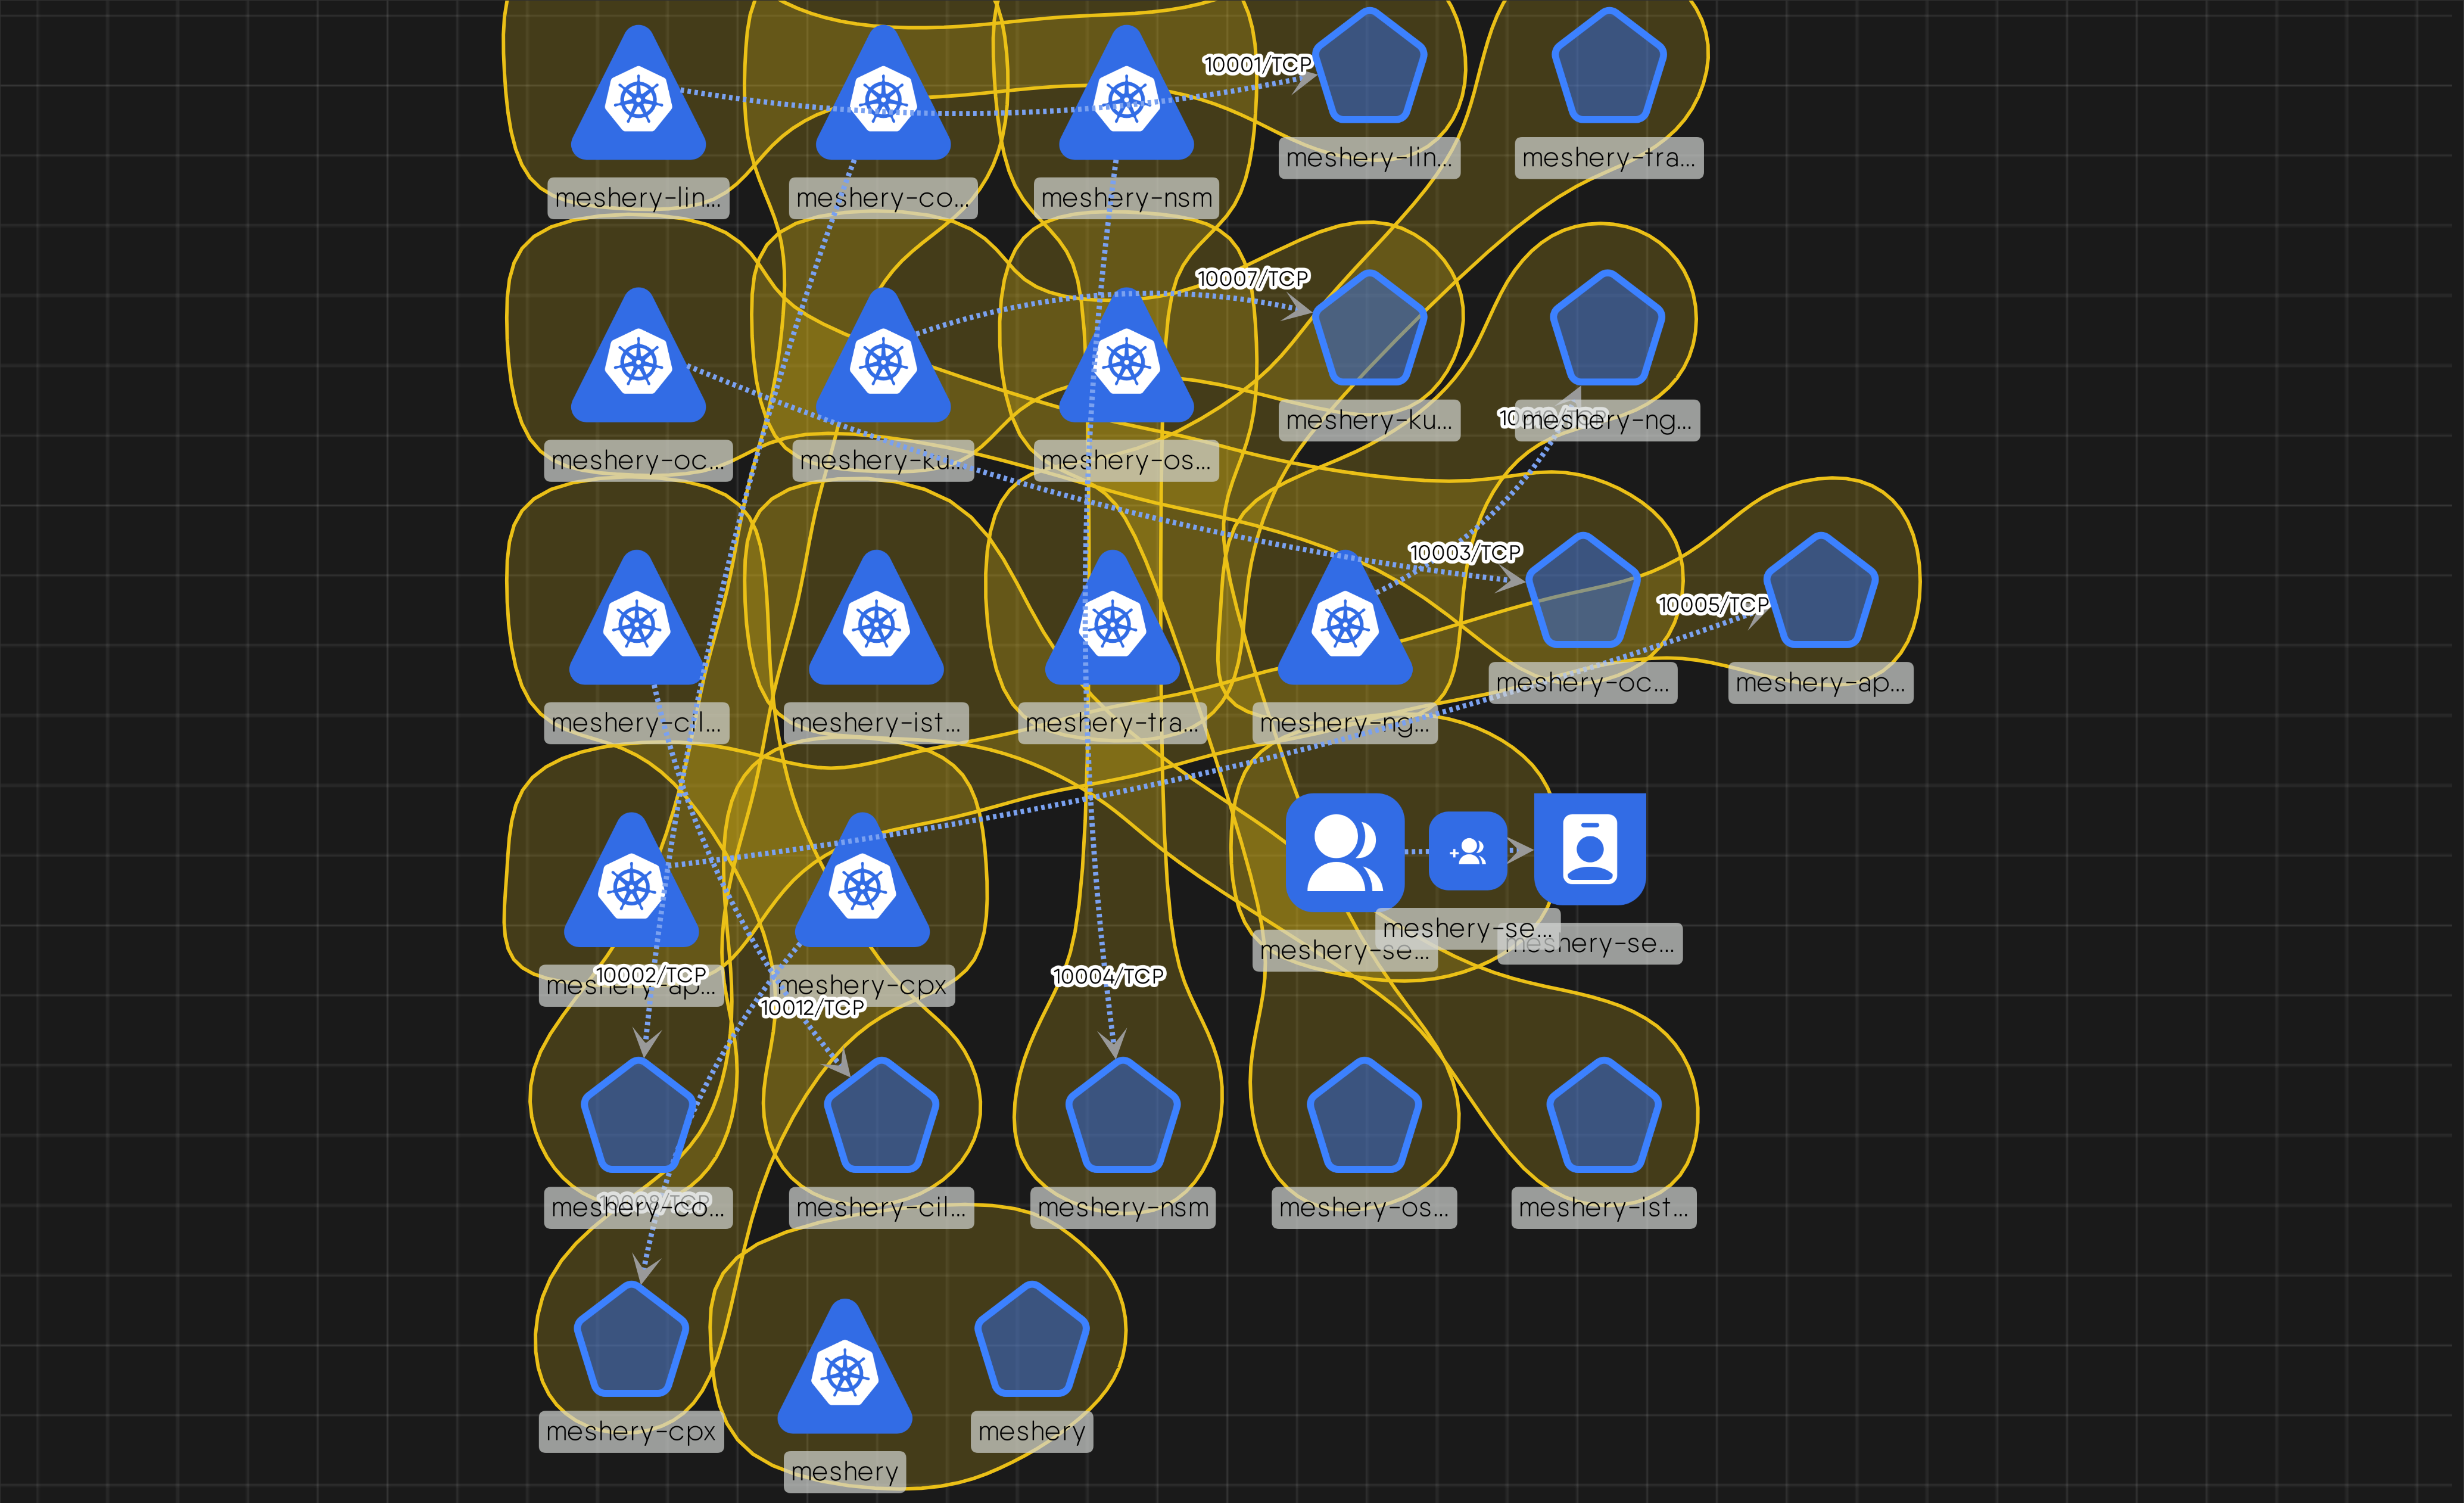 10001/TCP
meshery-lin...
meshery-tra...
meshery-lin...
meshery-co...
meshery-nsm
10007/TCP
meshery-ku...
meshery-ng...
meshery-oc...
meshery-ku...
meshery-os...
10003/TCP
10005/TCP
meshery-oc...
meshery-ap...
meshery-cil...
meshery-ist...
meshery-tra...
meshery-ng...
meshery-se...
meshery-se...
meshery-se...
10002/TCP
meshery-ap...
meshery-cpx
10004/TCP
10012/TCP
meshery-co...
meshery-cil...
meshery-nsm
meshery-os...
meshery-ist...
meshery-cpx
meshery
meshery